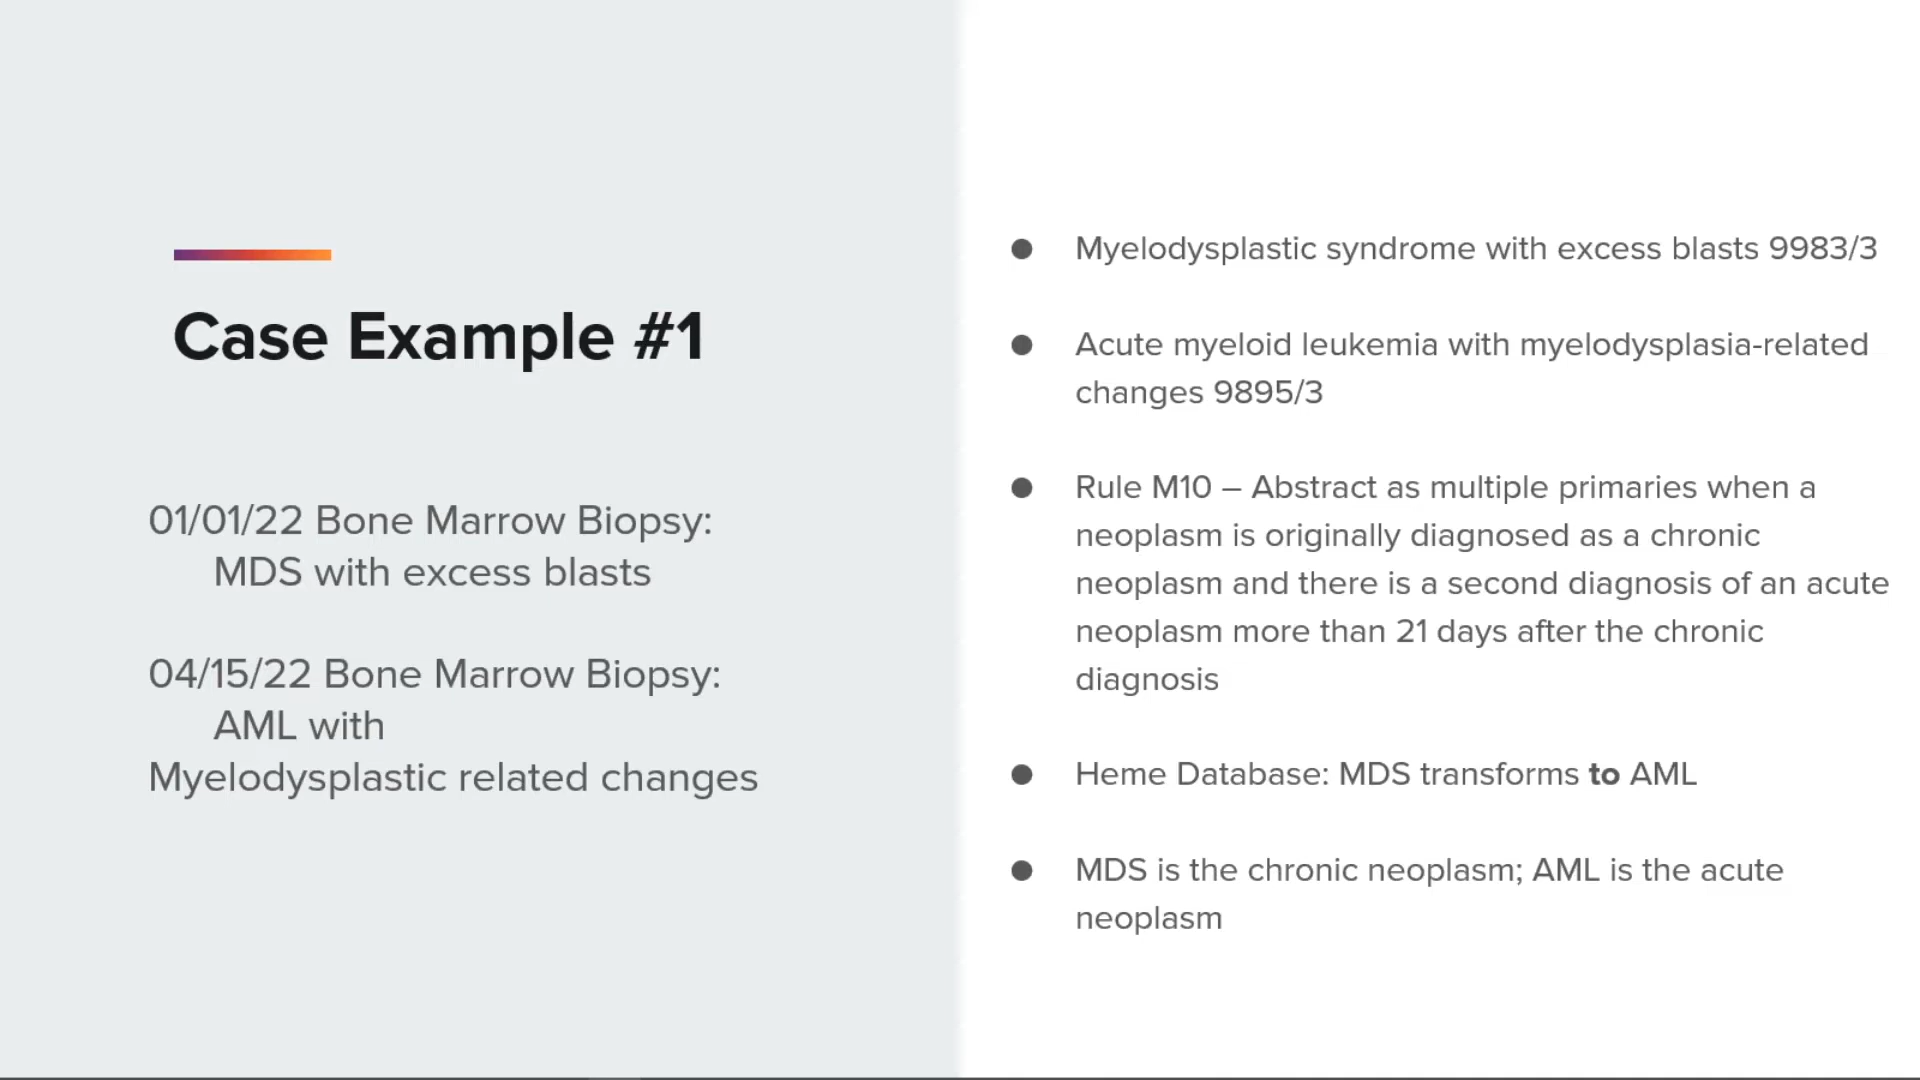 Case Example #1
01/01/22 Bone Marrow Biopsy:
MDS with excess blasts
04/15/22 Bone Marrow Biopsy:
AML with
Myelodysplastic related changes
● Myelodysplastic syndrome with excess blasts 9983/3
● Acute myeloid leukemia with myelodysplasia-related
changes 9895/3
● Rule M10 – Abstract as multiple primaries when a
neoplasm is originally diagnosed as a chronic
neoplasm and there is a second diagnosis of an acute
neoplasm more than 21 days after the chronic
diagnosis
● Heme Database: MDS transforms to AML
● MDS is the chronic neoplasm; AML is the acute
neoplasm